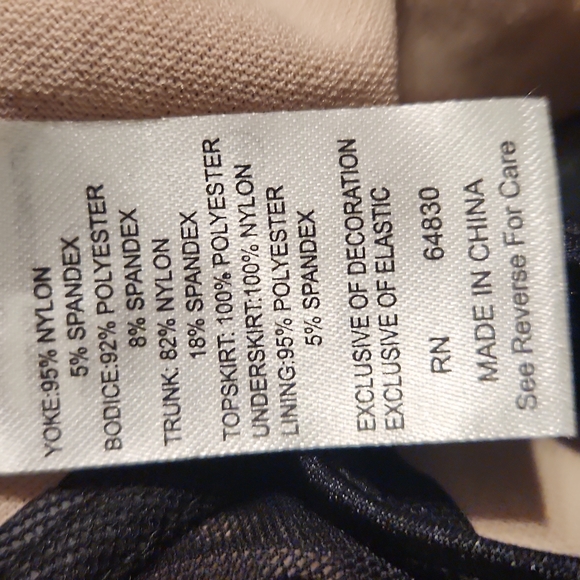 YOKE:95% NYLON
5% SPANDEX
BODICE:92% POLYESTER
8% SPANDEX
TRUNK: 82% NYLON
18% SPANDEX
TOPSKIRT: 100% POLYESTER
UNDERSKIRT:100% NYLON
LINING:95% POLYESTER
5% SPANDEX
EXCLUSIVE OF DECORATION
EXCLUSIVE OF ELASTIC
RN 64830
MADE IN CHINA
See Reverse For Care